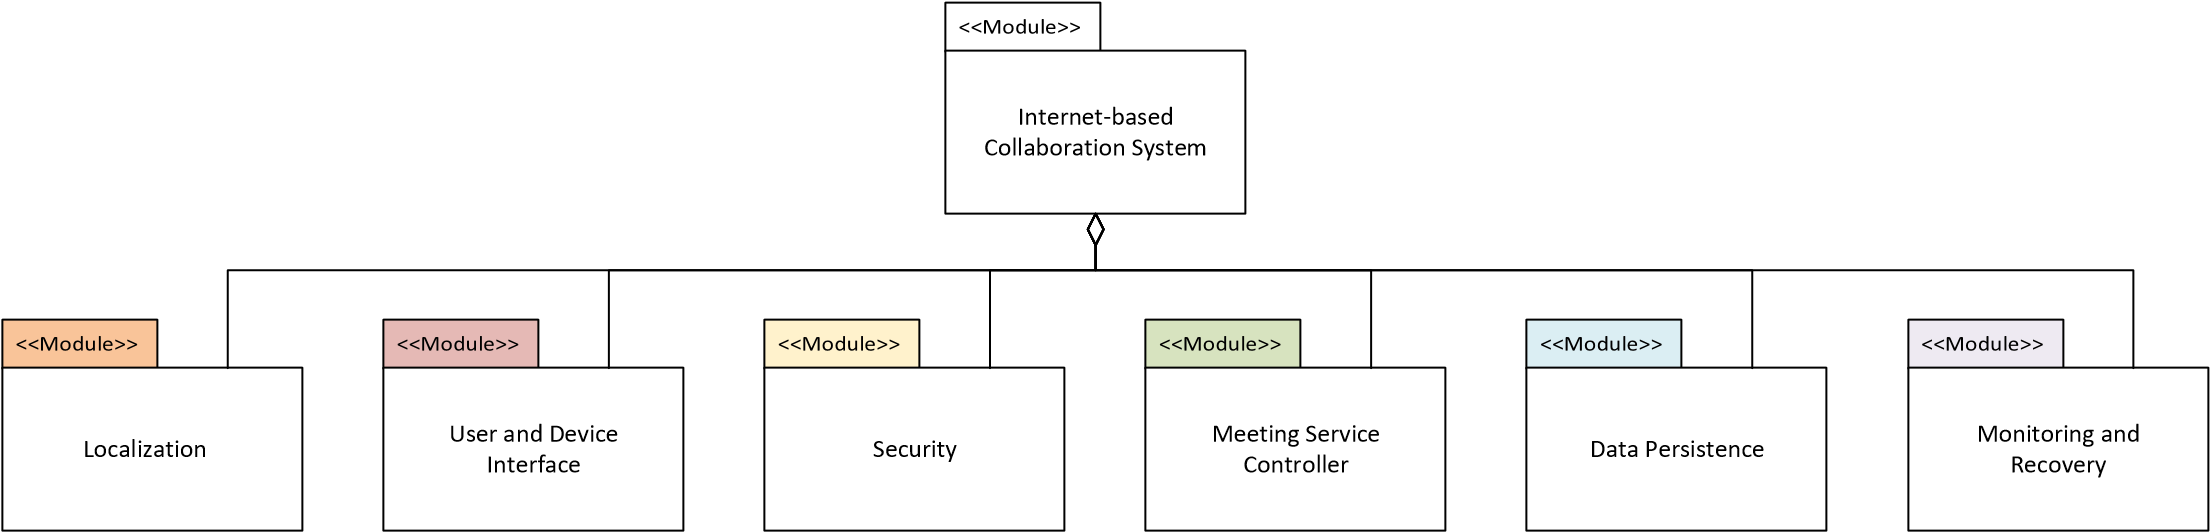 <<Module>>
Internet-based
Collaboration System
<<Module>>
Localization
<<Module>>
User and Device
Interface
<<Module>>
Security
<<Module>>
Meeting Service
Controller
<<Module>>
Data Persistence
<<Module>>
Monitoring and
Recovery